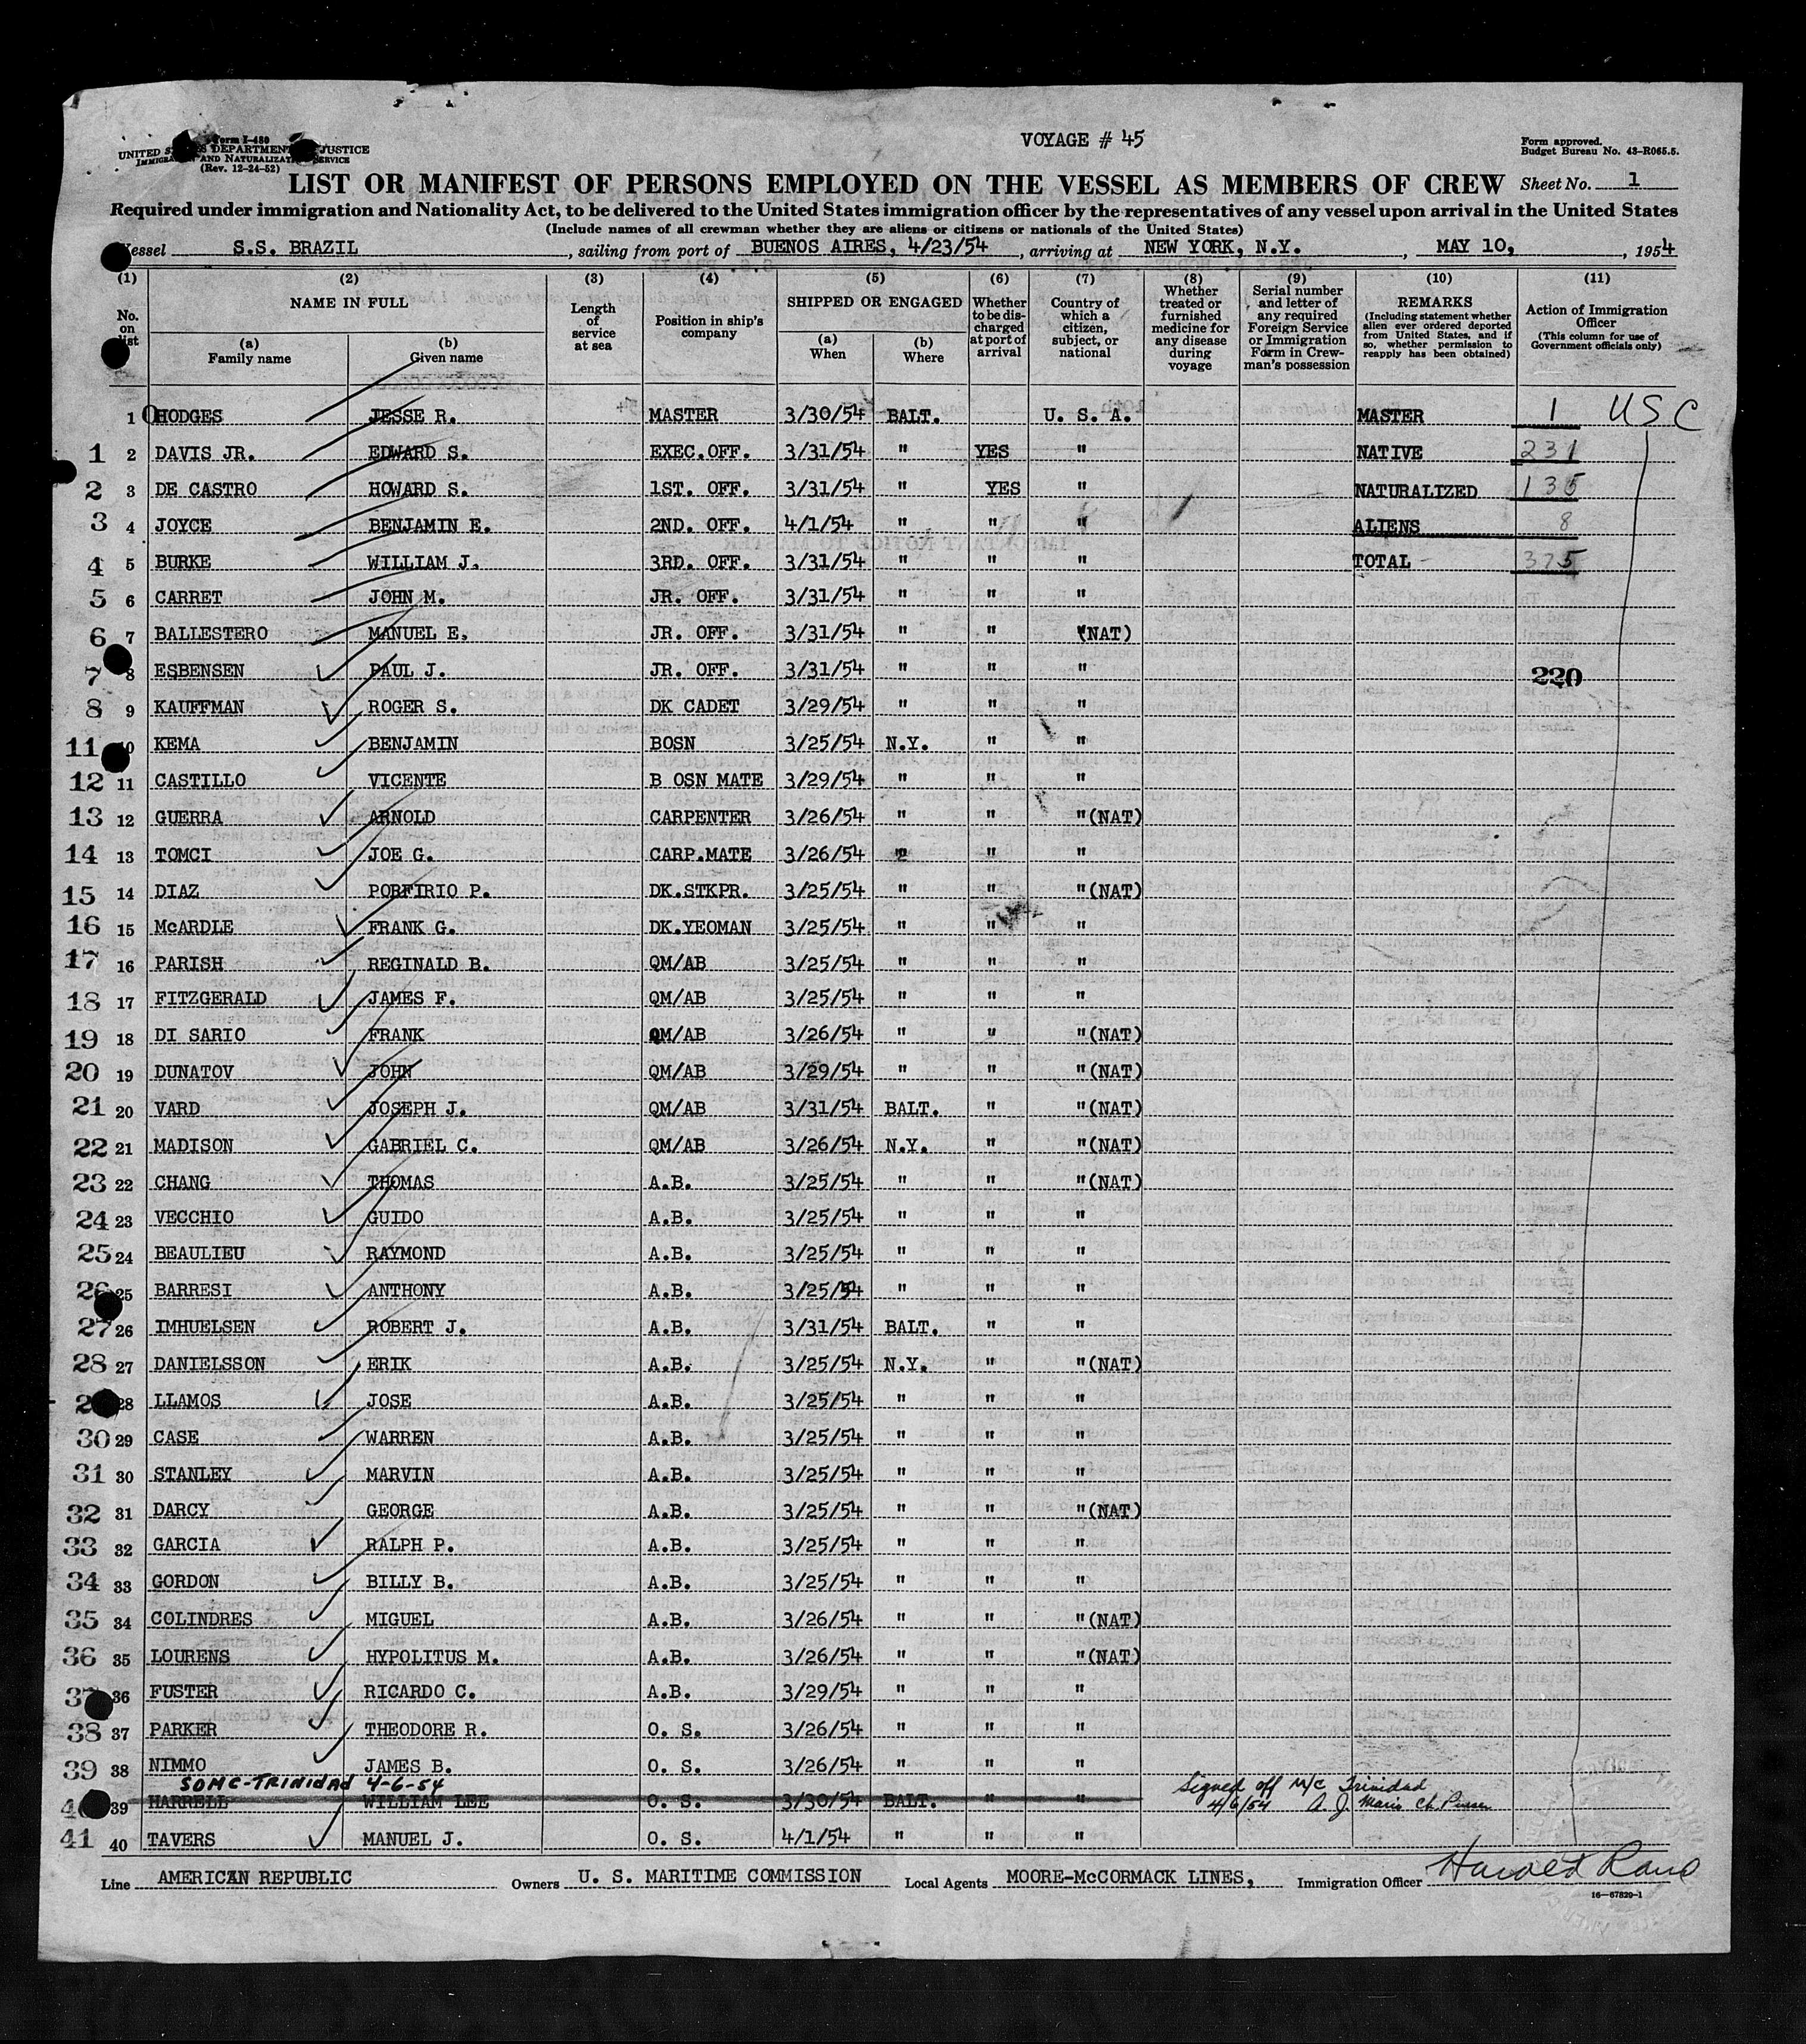 VOYAGE # 45
Form I-480
UNITED S DEPARTMENT JUSTICE
IMMIGRA AND NATURALIZATI SERVICE
(Rev. 12-24-52)
Form approved.
Budget Bureau No. 43-R065.5.
LIST OR MANIFEST OF PERSONS EMPLOYED ON THE VESSEL AS MEMBERS OF CREW Sheet No. 1
Required under immigration and Nationality Act, to be delivered to the United States immigration officer by the representatives of any vessel upon arrival in the United States
(Include names of all crewman whether they are aliens or citizens or nationals of the United States)
Vessel S.S. BRAZIL, sailing from port of BUENOS AIRES, 4/23/54, arriving at NEW YORK, N.Y., MAY 10, 1954
(1) No. on list
(2) NAME IN FULL (a) Family name (b) Given name
(3) Length of service at sea
(4) Position in ship's company
(5) SHIPPED OR ENGAGED (a) When (b) Where
(6) Whether to be discharged at port of arrival
(7) Country of which a citizen, subject, or national
(8) Whether treated or furnished medicine for any disease during voyage
(9) Serial number and letter of any required Foreign Service or Immigration Form in Crewman's possession
(10) REMARKS (Including statement whether alien ever ordered deported from United States, and if so, whether permission to reapply has been obtained)
(11) Action of Immigration Officer (This column for use of Government officials only)
1 HODGES JESSE R. MASTER 3/30/54 BALT. U. S. A. MASTER 1 USC
1 2 DAVIS JR. EDWARD S. EXEC.OFF. 3/31/54 " YES " NATIVE 231
2 3 DE CASTRO HOWARD S. 1ST. OFF. 3/31/54 " YES " NATURALIZED 135
3 4 JOYCE BENJAMIN E. 2ND. OFF. 4/1/54 " " " ALIENS 8
4 5 BURKE WILLIAM J. 3RD. OFF. 3/31/54 " " " TOTAL 375
5 6 CARRET JOHN M. JR. OFF. 3/31/54 " " "
6 7 BALLESTERO MANUEL E. JR. OFF. 3/31/54 " " "(NAT)
7 8 ESBENSEN PAUL J. JR. OFF. 3/31/54 " " " 220
8 9 KAUFFMAN ROGER S. DK CADET 3/29/54 " " "
11 10 KEMA BENJAMIN BOSN 3/25/54 N.Y. " "
12 11 CASTILLO VICENTE B OSN MATE 3/29/54 " " "
13 12 GUERRA ARNOLD CARPENTER 3/26/54 " " "(NAT)
14 13 TOMCI JOE G. CARP.MATE 3/26/54 " " "
15 14 DIAZ PORFIRIO P. DK.STKPR. 3/25/54 " " "(NAT)
16 15 McARDLE FRANK G. DK.YEOMAN 3/25/54 " " "
17 16 PARISH REGINALD B. QM/AB 3/25/54 " " "
18 17 FITZGERALD JAMES F. QM/AB 3/25/54 " " "
19 18 DI SARIO FRANK QM/AB 3/26/54 " " "(NAT)
20 19 DUNATOV JOHN QM/AB 3/29/54 " " "(NAT)
21 20 VARD JOSEPH J. QM/AB 3/31/54 BALT. " "(NAT)
22 21 MADISON GABRIEL C. QM/AB 3/26/54 N.Y. " "(NAT)
23 22 CHANG THOMAS A.B. 3/25/54 " " "(NAT)
24 23 VECCHIO GUIDO A.B. 3/25/54 " " "
25 24 BEAULIEU RAYMOND A.B. 3/25/54 " " "
26 25 BARRESI ANTHONY A.B. 3/25/54 " " "
27 26 IMHUELSEN ROBERT J. A.B. 3/31/54 BALT. " "
28 27 DANIELSSON ERIK A.B. 3/25/54 N.Y. " "(NAT)
28 LLAMOS JOSE A.B. 3/25/54 " " "
30 29 CASE WARREN A.B. 3/25/54 " " "
31 30 STANLEY MARVIN A.B. 3/25/54 " " "
32 31 DARCY GEORGE A.B. 3/25/54 " " "(NAT)
33 32 GARCIA RALPH P. A.B. 3/25/54 " " "
34 33 GORDON BILLY B. A.B. 3/25/54 " " "
35 34 COLINDRES MIGUEL A.B. 3/26/54 " " "(NAT)
36 35 LOURENS HYPOLITUS M. A.B. 3/26/54 " " "(NAT)
37 36 FUSTER RICARDO C. A.B. 3/29/54 " " "
38 37 PARKER THEODORE R. O. S. 3/26/54 " " "
39 38 NIMMO JAMES B. O. S. 3/26/54 " " "
SOMC-TRINIDAD 4-6-54 Signed off M/C Trinidad
39 HARRELL WILLIAM LEE O. S. 3/30/54 BALT. " " 4/6/54 A. J. Maris Ch. Purser
41 40 TAVERS MANUEL J. O. S. 4/1/54 " " "
Line AMERICAN REPUBLIC Owners U. S. MARITIME COMMISSION Local Agents MOORE-McCORMACK LINES, Immigration Officer Harold Rand
16-67820-1